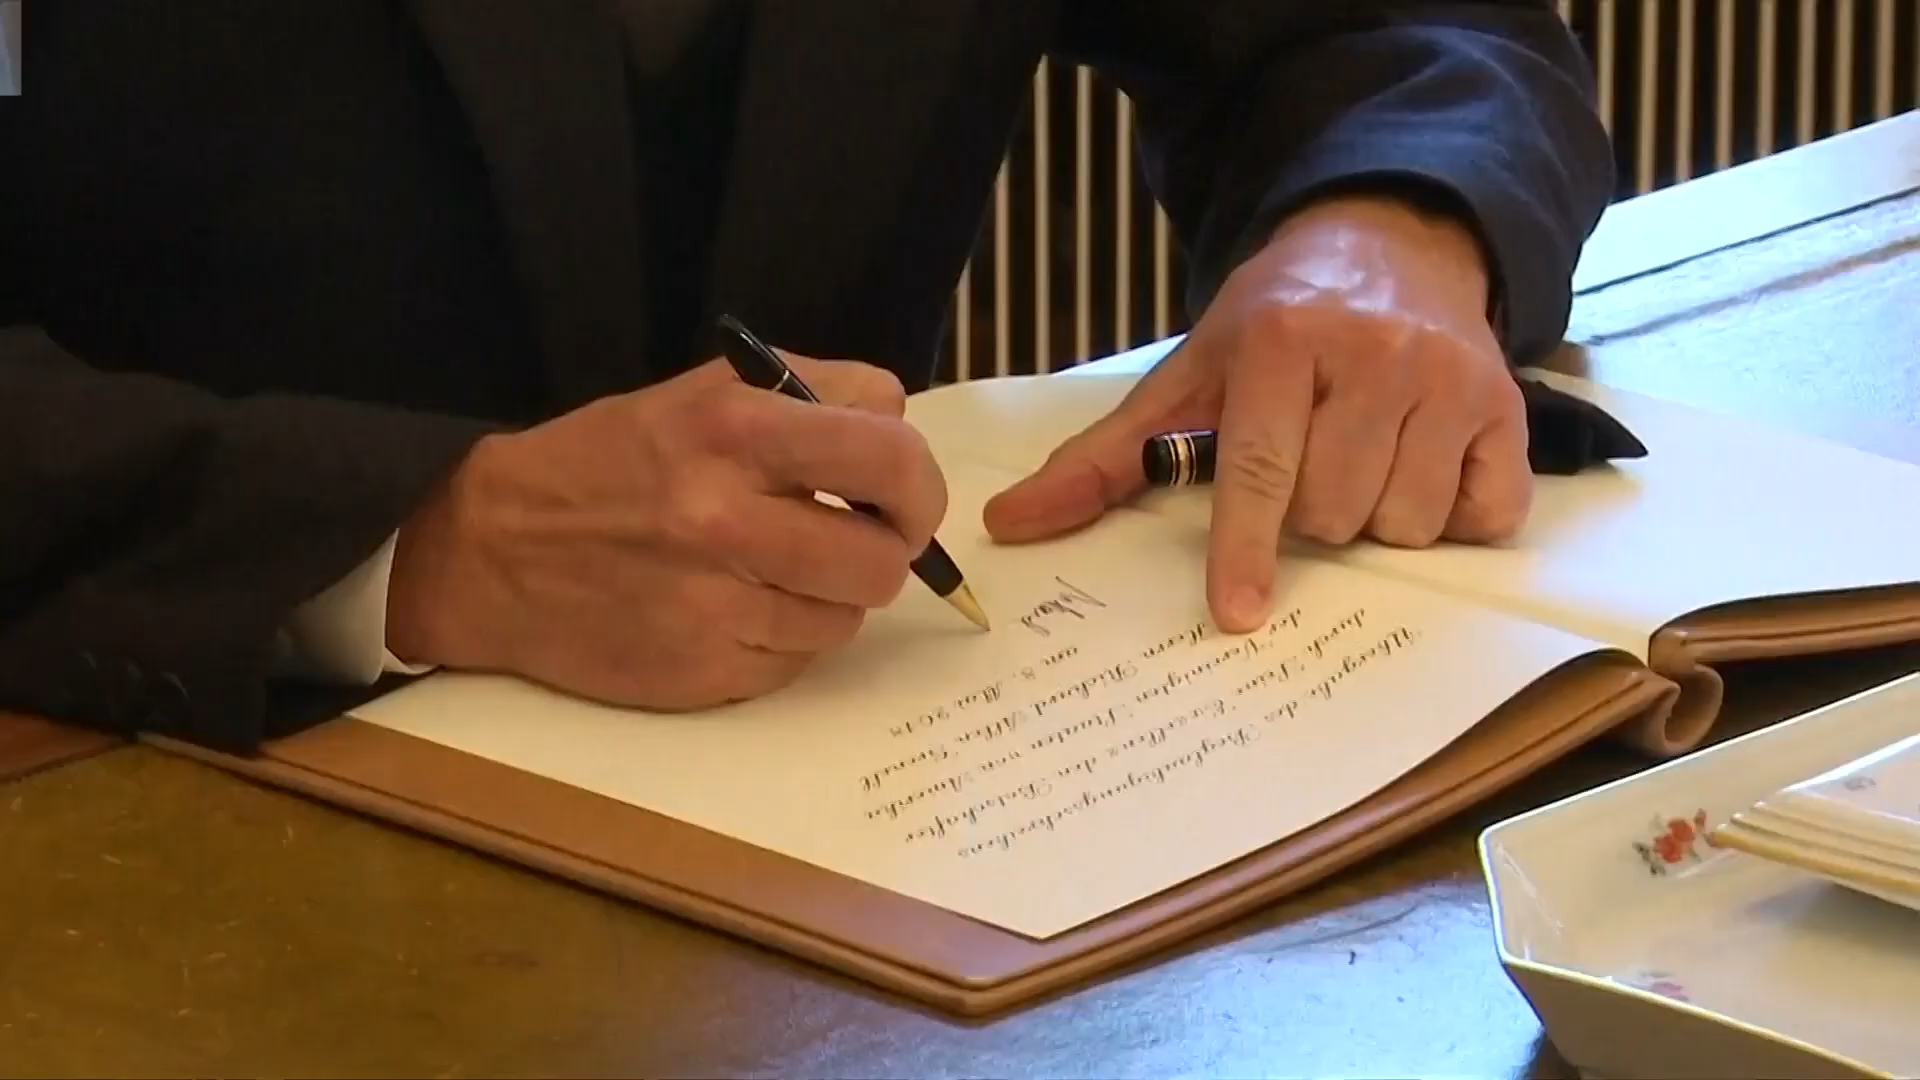 Übergabe des Beglaubigungsschreibens
durch Seine Exzellenz den Botschafter
der Vereinigten Staaten von Amerika
Herrn Richard Allen Grenell
am 8. Mai 2018